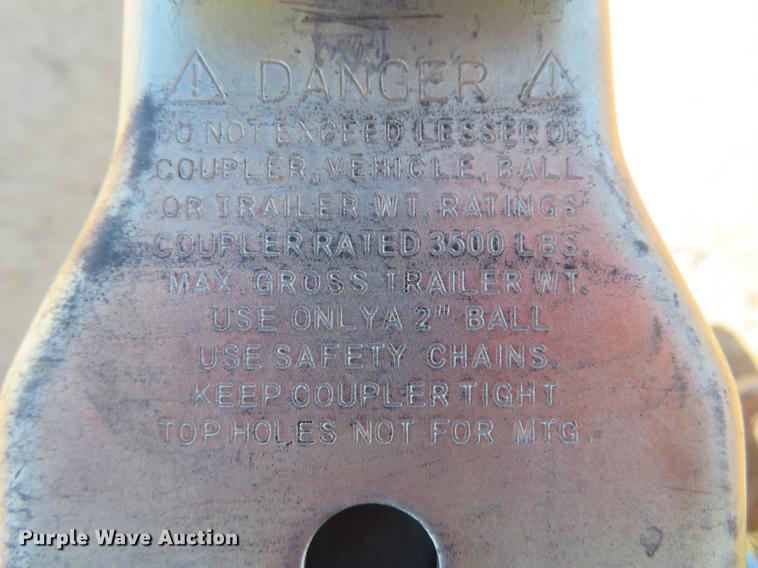 DANGER
DO NOT EXCEED LESSER OF
COUPLER, VEHICLE, BALL
OR TRAILER WT. RATINGS
COUPLER RATED 3500 LBS.
MAX. GROSS TRAILER WT.
USE ONLY A 2" BALL
USE SAFETY CHAINS.
KEEP COUPLER TIGHT
TOP HOLES NOT FOR MTG.
Purple Wave Auction